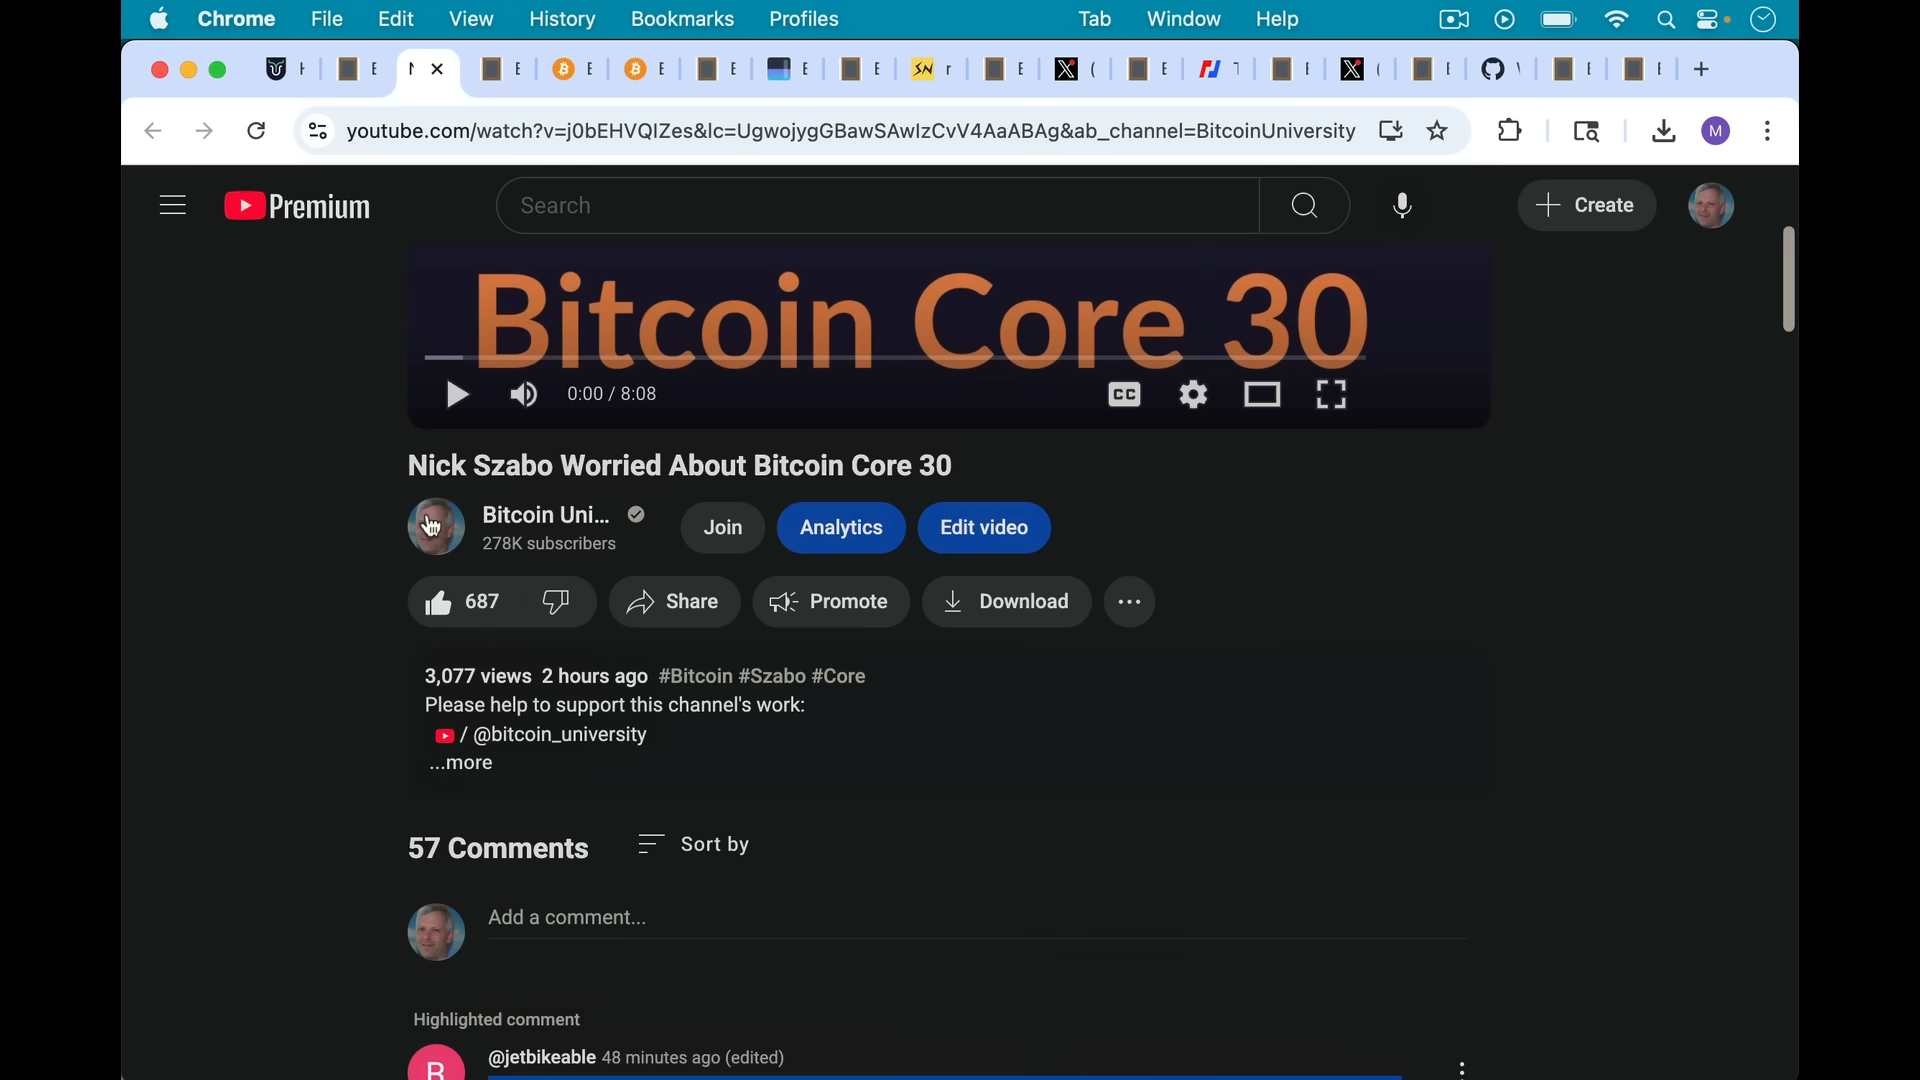 Chrome File Edit View History Bookmarks Profiles Tab Window Help
youtube.com/watch?v=j0bEHVQIZes&lc=UgwojygGBawSAwIzCvV4AaABAg&ab_channel=BitcoinUniversity
M
Premium
Search
Create
Bitcoin Core 30
0:00 / 8:08
CC
Nick Szabo Worried About Bitcoin Core 30
Bitcoin Uni...
278K subscribers
Join
Analytics
Edit video
687
Share
Promote
Download
3,077 views 2 hours ago #Bitcoin #Szabo #Core
Please help to support this channel's work:
/ @bitcoin_university
...more
57 Comments
Sort by
Add a comment...
Highlighted comment
@jetbikeable 48 minutes ago (edited)